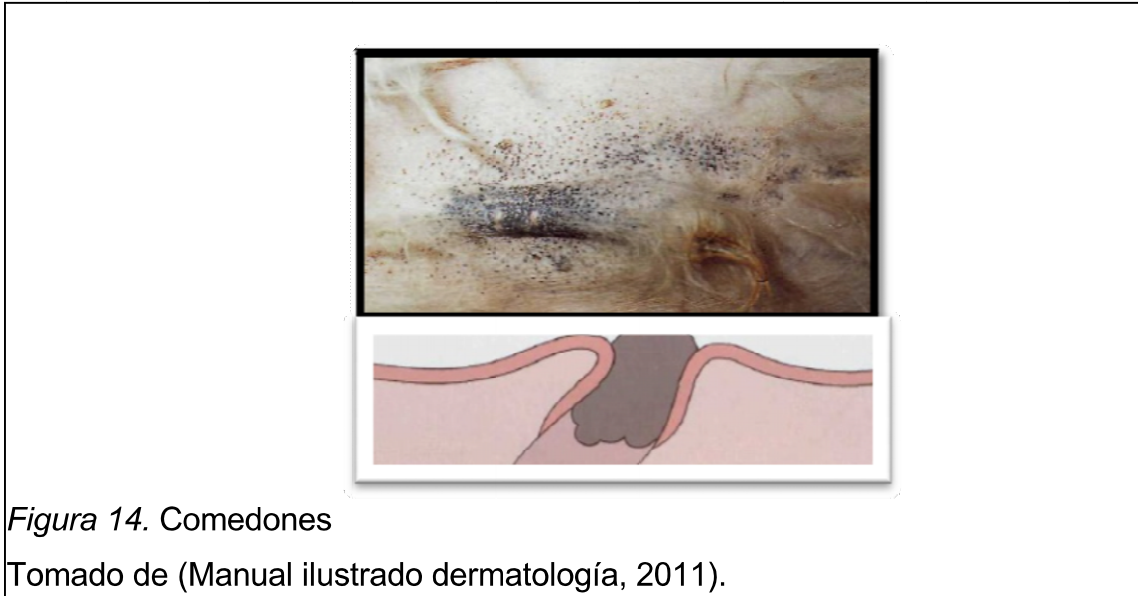 Figura 14. Comedones
Tomado de (Manual ilustrado dermatología, 2011).